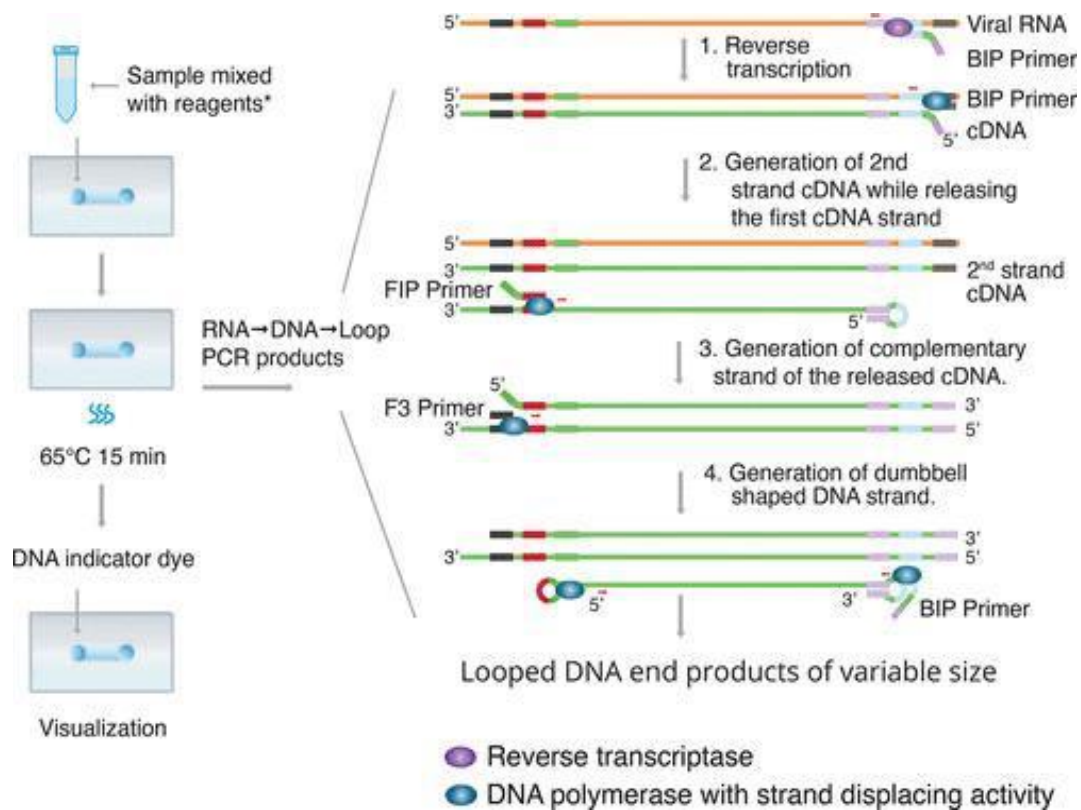 Sample mixed
with reagents*
65°C 15 min
DNA indicator dye
Visualization
RNA→DNA→Loop
PCR products
5’
Viral RNA
BIP Primer
1. Reverse
transcription
5’
3’
BIP Primer
cDNA
5’
2. Generation of 2nd
strand cDNA while releasing
the first cDNA strand
5’
3’
2nd strand
cDNA
FIP Primer
3’
5’
3. Generation of complementary
strand of the released cDNA.
5’
F3 Primer
3’
3’
5’
4. Generation of dumbbell
shaped DNA strand.
3’
3’
5’
5’
3’
BIP Primer
Looped DNA end products of variable size
Reverse transcriptase
DNA polymerase with strand displacing activity